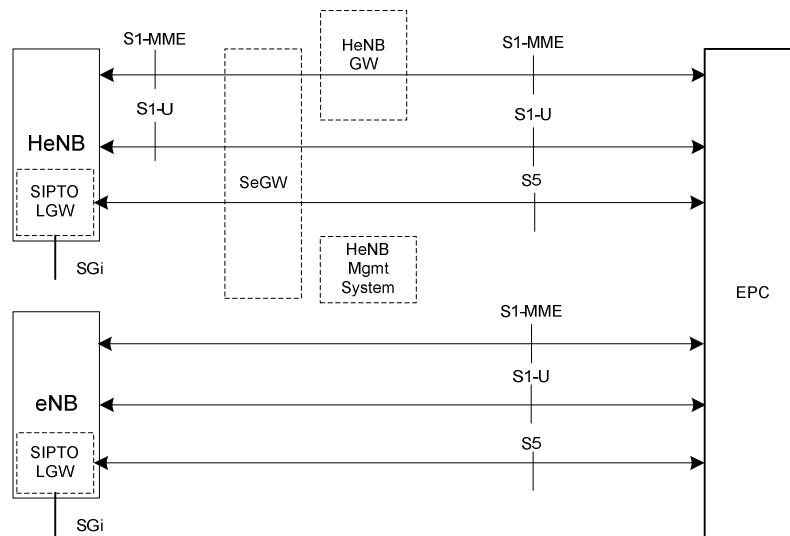 S1-MME
HeNB
GW
S1-MME
S1-U
S1-U
HeNB
SIPTO
LGW
SeGW
S5
HeNB
Mgmt
System
SGi
EPC
S1-MME
S1-U
eNB
S5
SIPTO
LGW
SGi